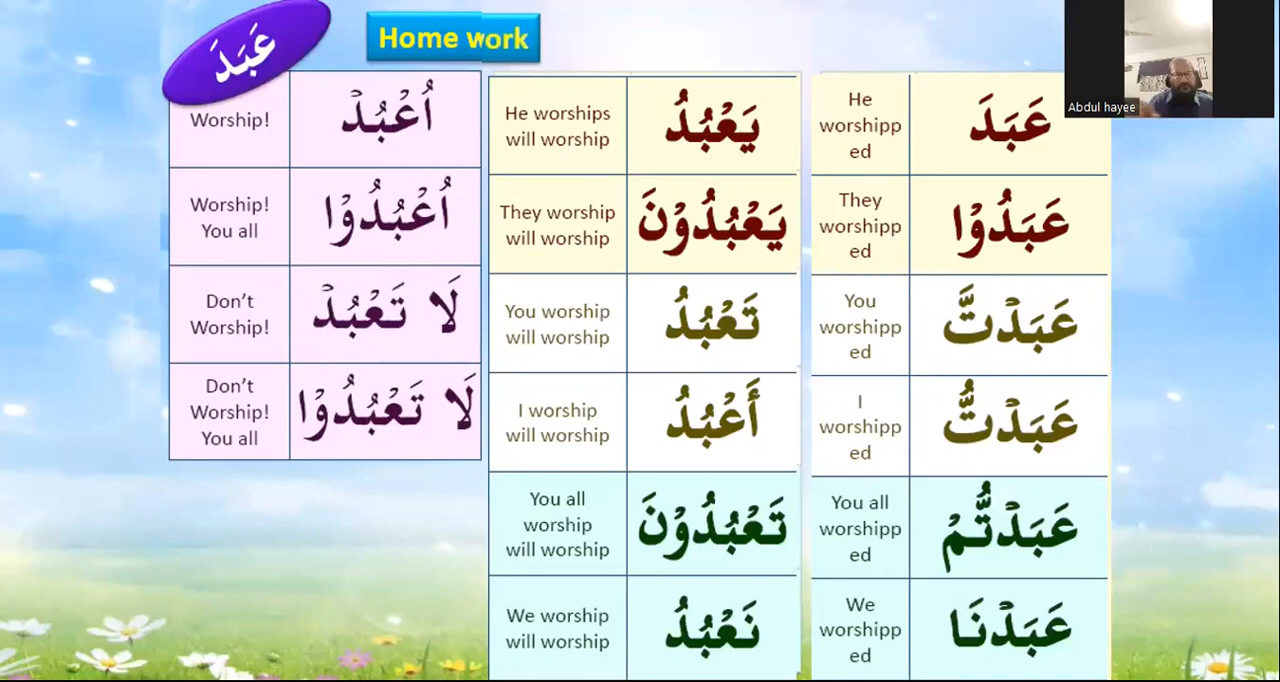 عَبَدَ
Home work
Abdul hayee
Worship!
اُعْبُدْ
Worship!
You all
اُعْبُدُوْا
Don't
Worship!
لَا تَعْبُدْ
Don't
Worship!
You all
لَا تَعْبُدُوْا
He worships
will worship
يَعْبُدُ
They worship
will worship
يَعْبُدُوْنَ
You worship
will worship
تَعْبُدُ
I worship
will worship
أَعْبُدُ
You all
worship
will worship
تَعْبُدُوْنَ
We worship
will worship
نَعْبُدُ
He
worshipp
ed
عَبَدَ
They
worshipp
ed
عَبَدُوْا
You
worshipp
ed
عَبَدْتَّ
I
worshipp
ed
عَبَدْتُّ
You all
worshipp
ed
عَبَدْتُّمْ
We
worshipp
ed
عَبَدْنَا